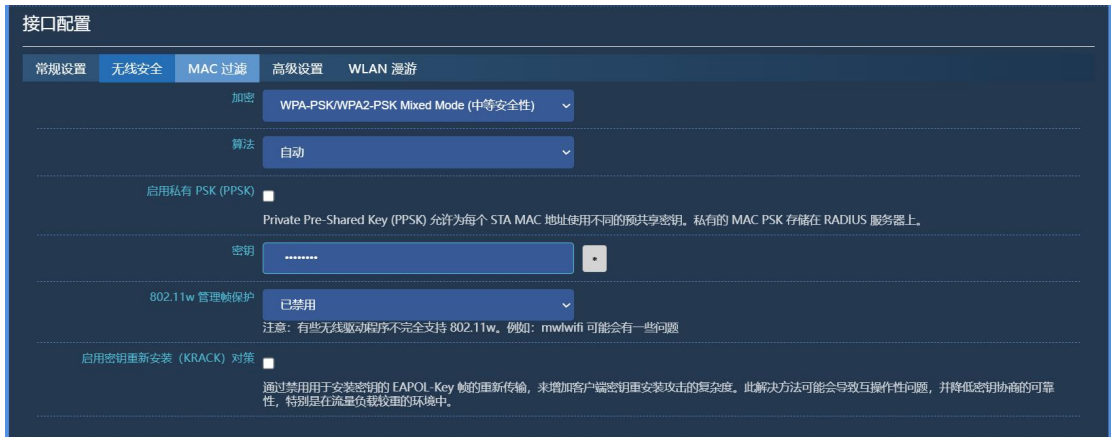 接口配置
常规设置 无线安全 MAC 过滤 高级设置 WLAN 漫游
加密 WPA-PSK/WPA2-PSK Mixed Mode (中等安全性)
算法 自动
启用私有 PSK (PPSK)
Private Pre-Shared Key (PPSK) 允许为每个 STA MAC 地址使用不同的预共享密钥。私有的 MAC PSK 存储在 RADIUS 服务器上。
密钥 •••••••• *
802.11w 管理帧保护 已禁用
注意：有些无线驱动程序不完全支持 802.11w。例如：mwlwifi 可能会有一些问题
启用密钥重新安装（KRACK）对策
通过禁用用于安装密钥的 EAPOL-Key 帧的重新传输，来增加客户端密钥重安装攻击的复杂度。此解决方法可能会导致互操作性问题，并降低密钥协商的可靠
性，特别是在流量负载较重的环境中。